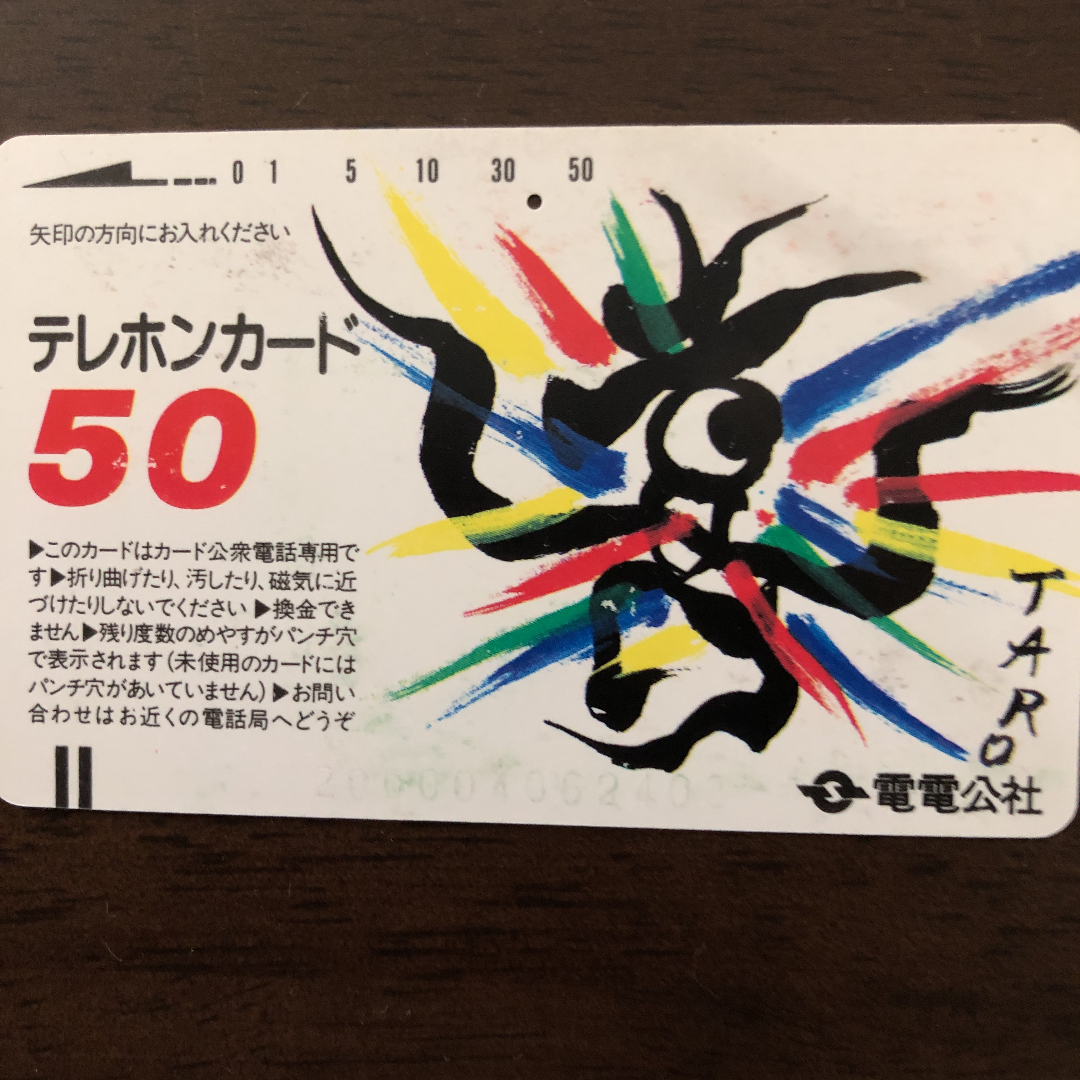 0 1 5 10 30 50
矢印の方向にお入れください
テレホンカード
50
▶このカードはカード公衆電話専用で
す▶折り曲げたり、汚したり、磁気に近
づけたりしないでください ▶換金でき
ません▶残り度数のめやすがパンチ穴
で表示されます(未使用のカードには
パンチ穴があいていません)▶お問い
合わせはお近くの電話局へどうぞ
TARO
電電公社